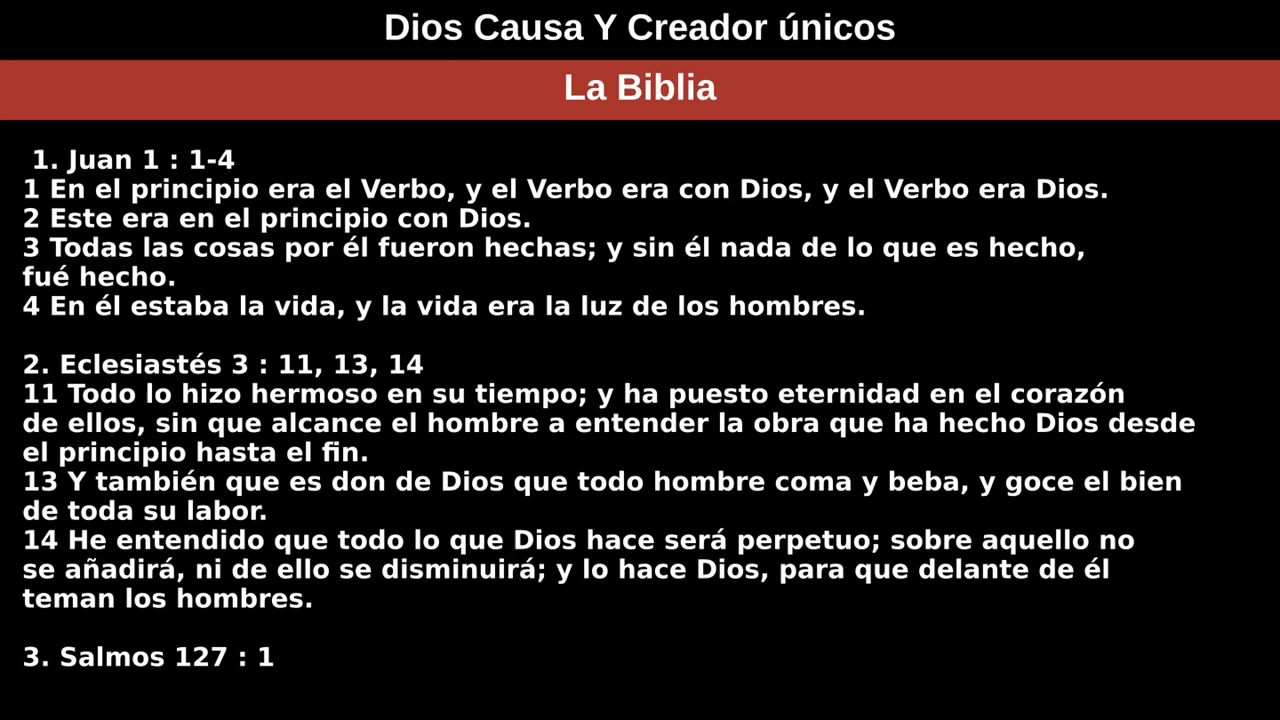 Dios Causa Y Creador únicos
La Biblia
1. Juan 1 : 1-4
1 En el principio era el Verbo, y el Verbo era con Dios, y el Verbo era Dios.
2 Este era en el principio con Dios.
3 Todas las cosas por él fueron hechas; y sin él nada de lo que es hecho,
fué hecho.
4 En él estaba la vida, y la vida era la luz de los hombres.
2. Eclesiastés 3 : 11, 13, 14
11 Todo lo hizo hermoso en su tiempo; y ha puesto eternidad en el corazón
de ellos, sin que alcance el hombre a entender la obra que ha hecho Dios desde
el principio hasta el fin.
13 Y también que es don de Dios que todo hombre coma y beba, y goce el bien
de toda su labor.
14 He entendido que todo lo que Dios hace será perpetuo; sobre aquello no
se añadirá, ni de ello se disminuirá; y lo hace Dios, para que delante de él
teman los hombres.
3. Salmos 127 : 1